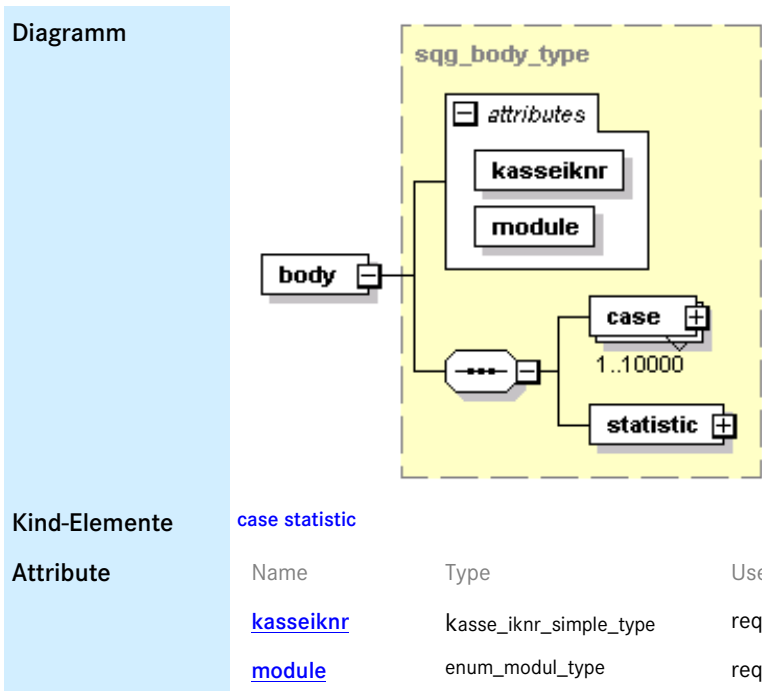 Diagramm
sqg_body_type
attributes
kasseiknr
module
body
case
1..10000
statistic
Kind-Elemente case statistic
Attribute Name Type
kasseiknr kasse_iknr_simple_type
module enum_modul_type